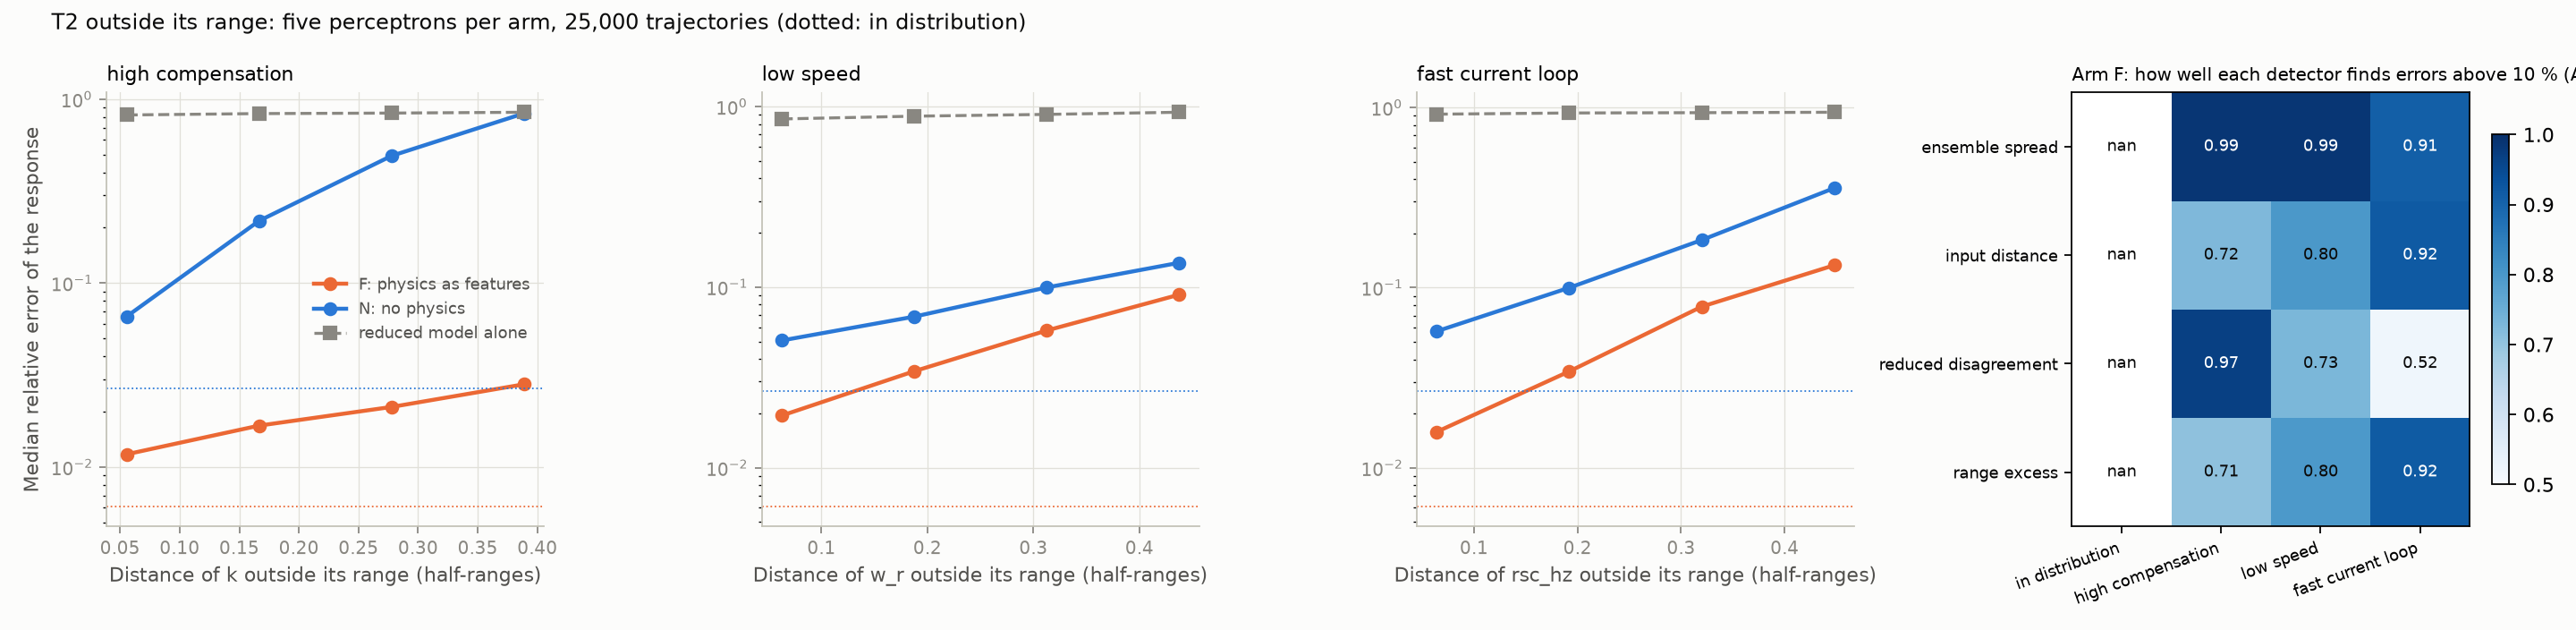 T2 outside its range: five perceptrons per arm, 25,000 trajectories (dotted: in distribution)
high compensation
Median relative error of the response
10⁰
10⁻¹
10⁻²
F: physics as features
N: no physics
reduced model alone
0.05 0.10 0.15 0.20 0.25 0.30 0.35 0.40
Distance of k outside its range (half-ranges)
low speed
10⁰
10⁻¹
10⁻²
0.1 0.2 0.3 0.4
Distance of w_r outside its range (half-ranges)
fast current loop
10⁰
10⁻¹
10⁻²
0.1 0.2 0.3 0.4
Distance of rsc_hz outside its range (half-ranges)
Arm F: how well each detector finds errors above 10 % (A
ensemble spread nan 0.99 0.99 0.91
input distance nan 0.72 0.80 0.92
reduced disagreement nan 0.97 0.73 0.52
range excess nan 0.71 0.80 0.92
in distribution
high compensation
low speed
fast current loop
1.0
0.9
0.8
0.7
0.6
0.5